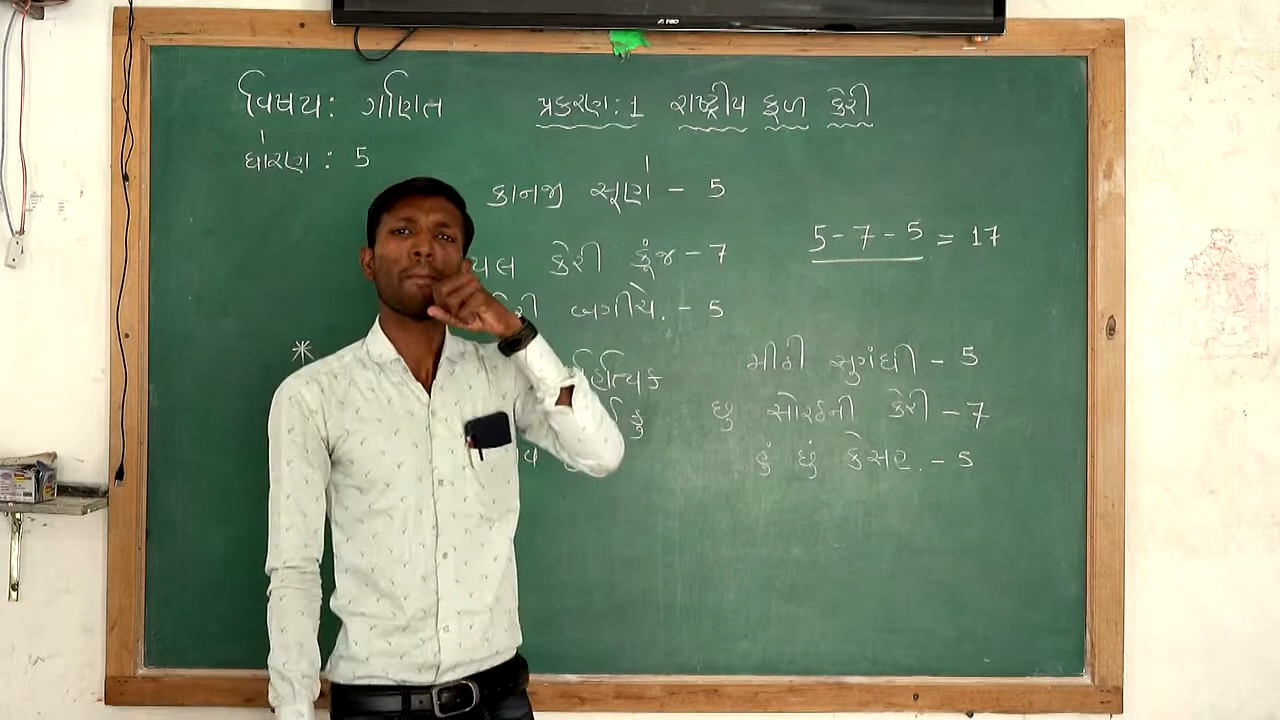 વિષય: ગણિત
પ્રકરણ: 1 રાષ્ટ્રીય ફળ કેરી
ધોરણ : 5
કાનજી સૂણો - 5
કેરી કૂંજ - 7
બગીચે. - 5
5-7-5 = 17
મીઠી સુગંધી - 5
છુ સોરઠની કેરી - 7
હું છું કેસર. - 5